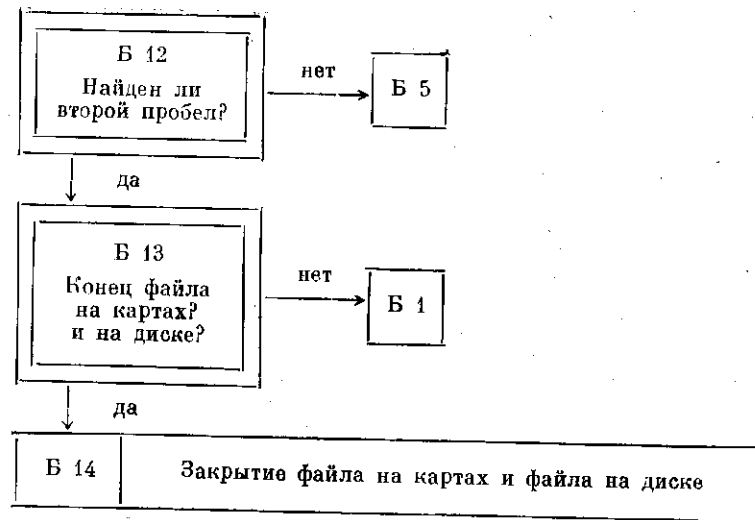 Б 12
Найден ли
второй пробел?
нет
Б 5
да
Б 13
Конец файла
на картах?
и на диске?
нет
Б 1
да
Б 14
Закрытие файла на картах и файла на диске